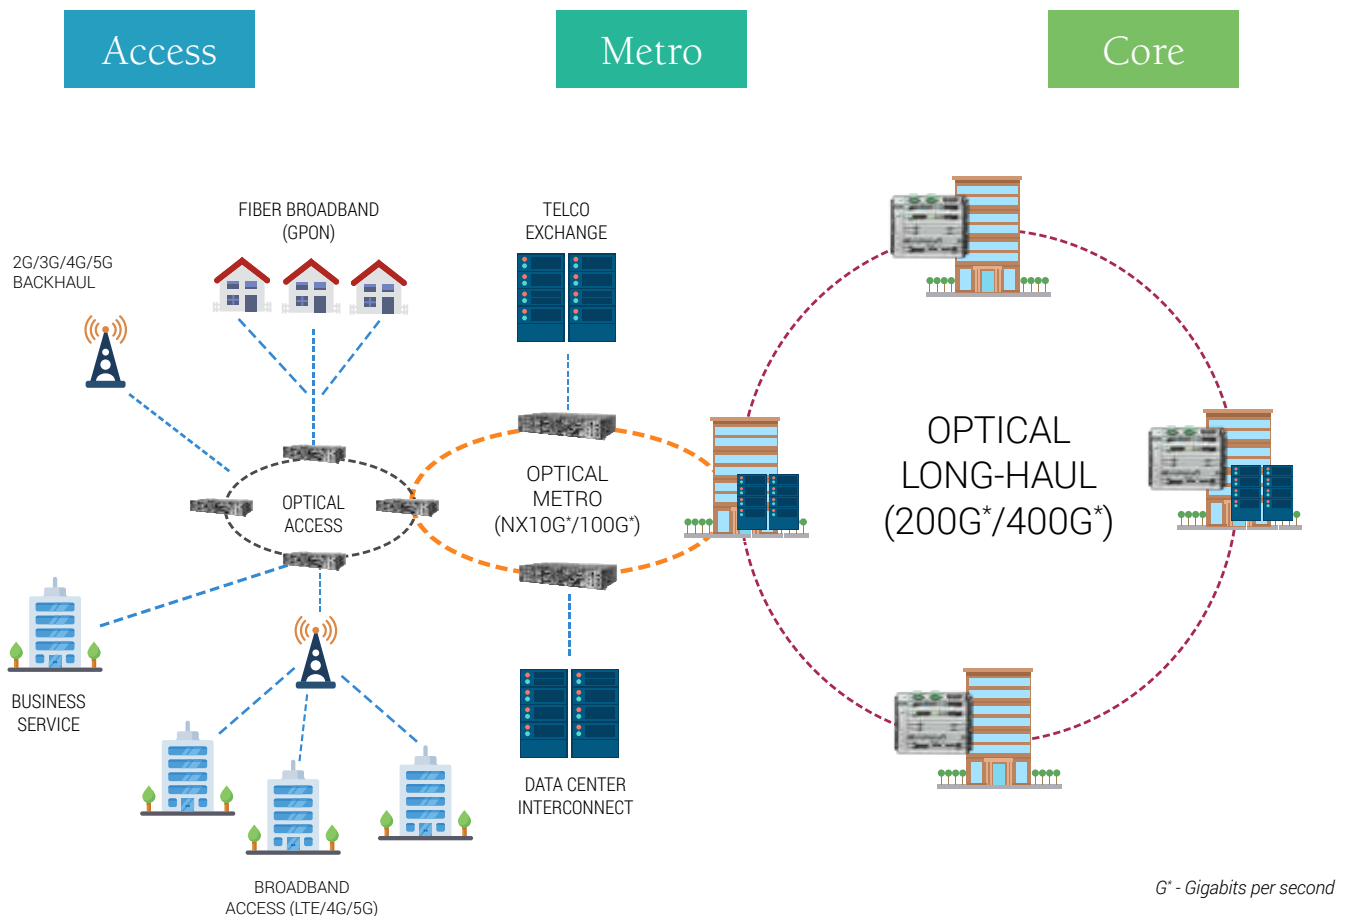 Access
Metro
Core
FIBER BROADBAND
(GPON)
TELCO
EXCHANGE
2G/3G/4G/5G
BACKHAUL
OPTICAL
ACCESS
OPTICAL
METRO
(NX10G*/100G*)
OPTICAL
LONG-HAUL
(200G*/400G*)
BUSINESS
SERVICE
DATA CENTER
INTERCONNECT
BROADBAND
ACCESS (LTE/4G/5G)
G* - Gigabits per second